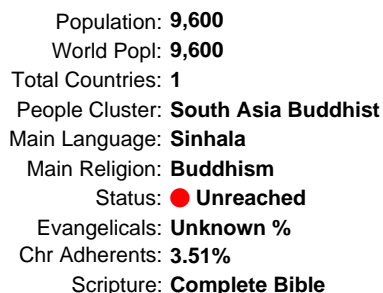 Population: 9,600
World Popl: 9,600
Total Countries: 1
People Cluster: South Asia Buddhist
Main Language: Sinhala
Main Religion: Buddhism
Status: Unreached
Evangelicals: Unknown %
Chr Adherents: 3.51%
Scripture: Complete Bible